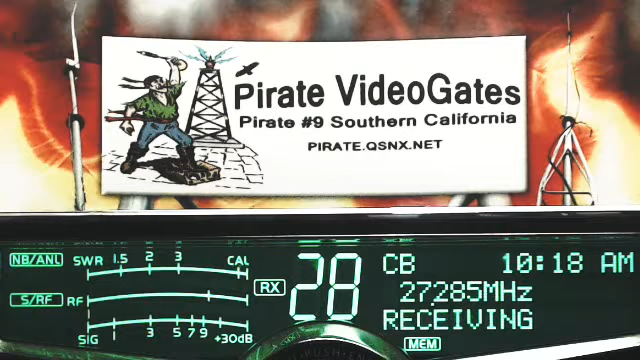 Pirate VideoGates
Pirate #9 Southern California
PIRATE.QSNX.NET
NB/ANL SWR 1.5 2 3 CAL
S/RF RF
RX 28 CB 10:18 AM
27285MHz
RECEIVING
SIG 1 3 5 7 9 +30dB
MEM